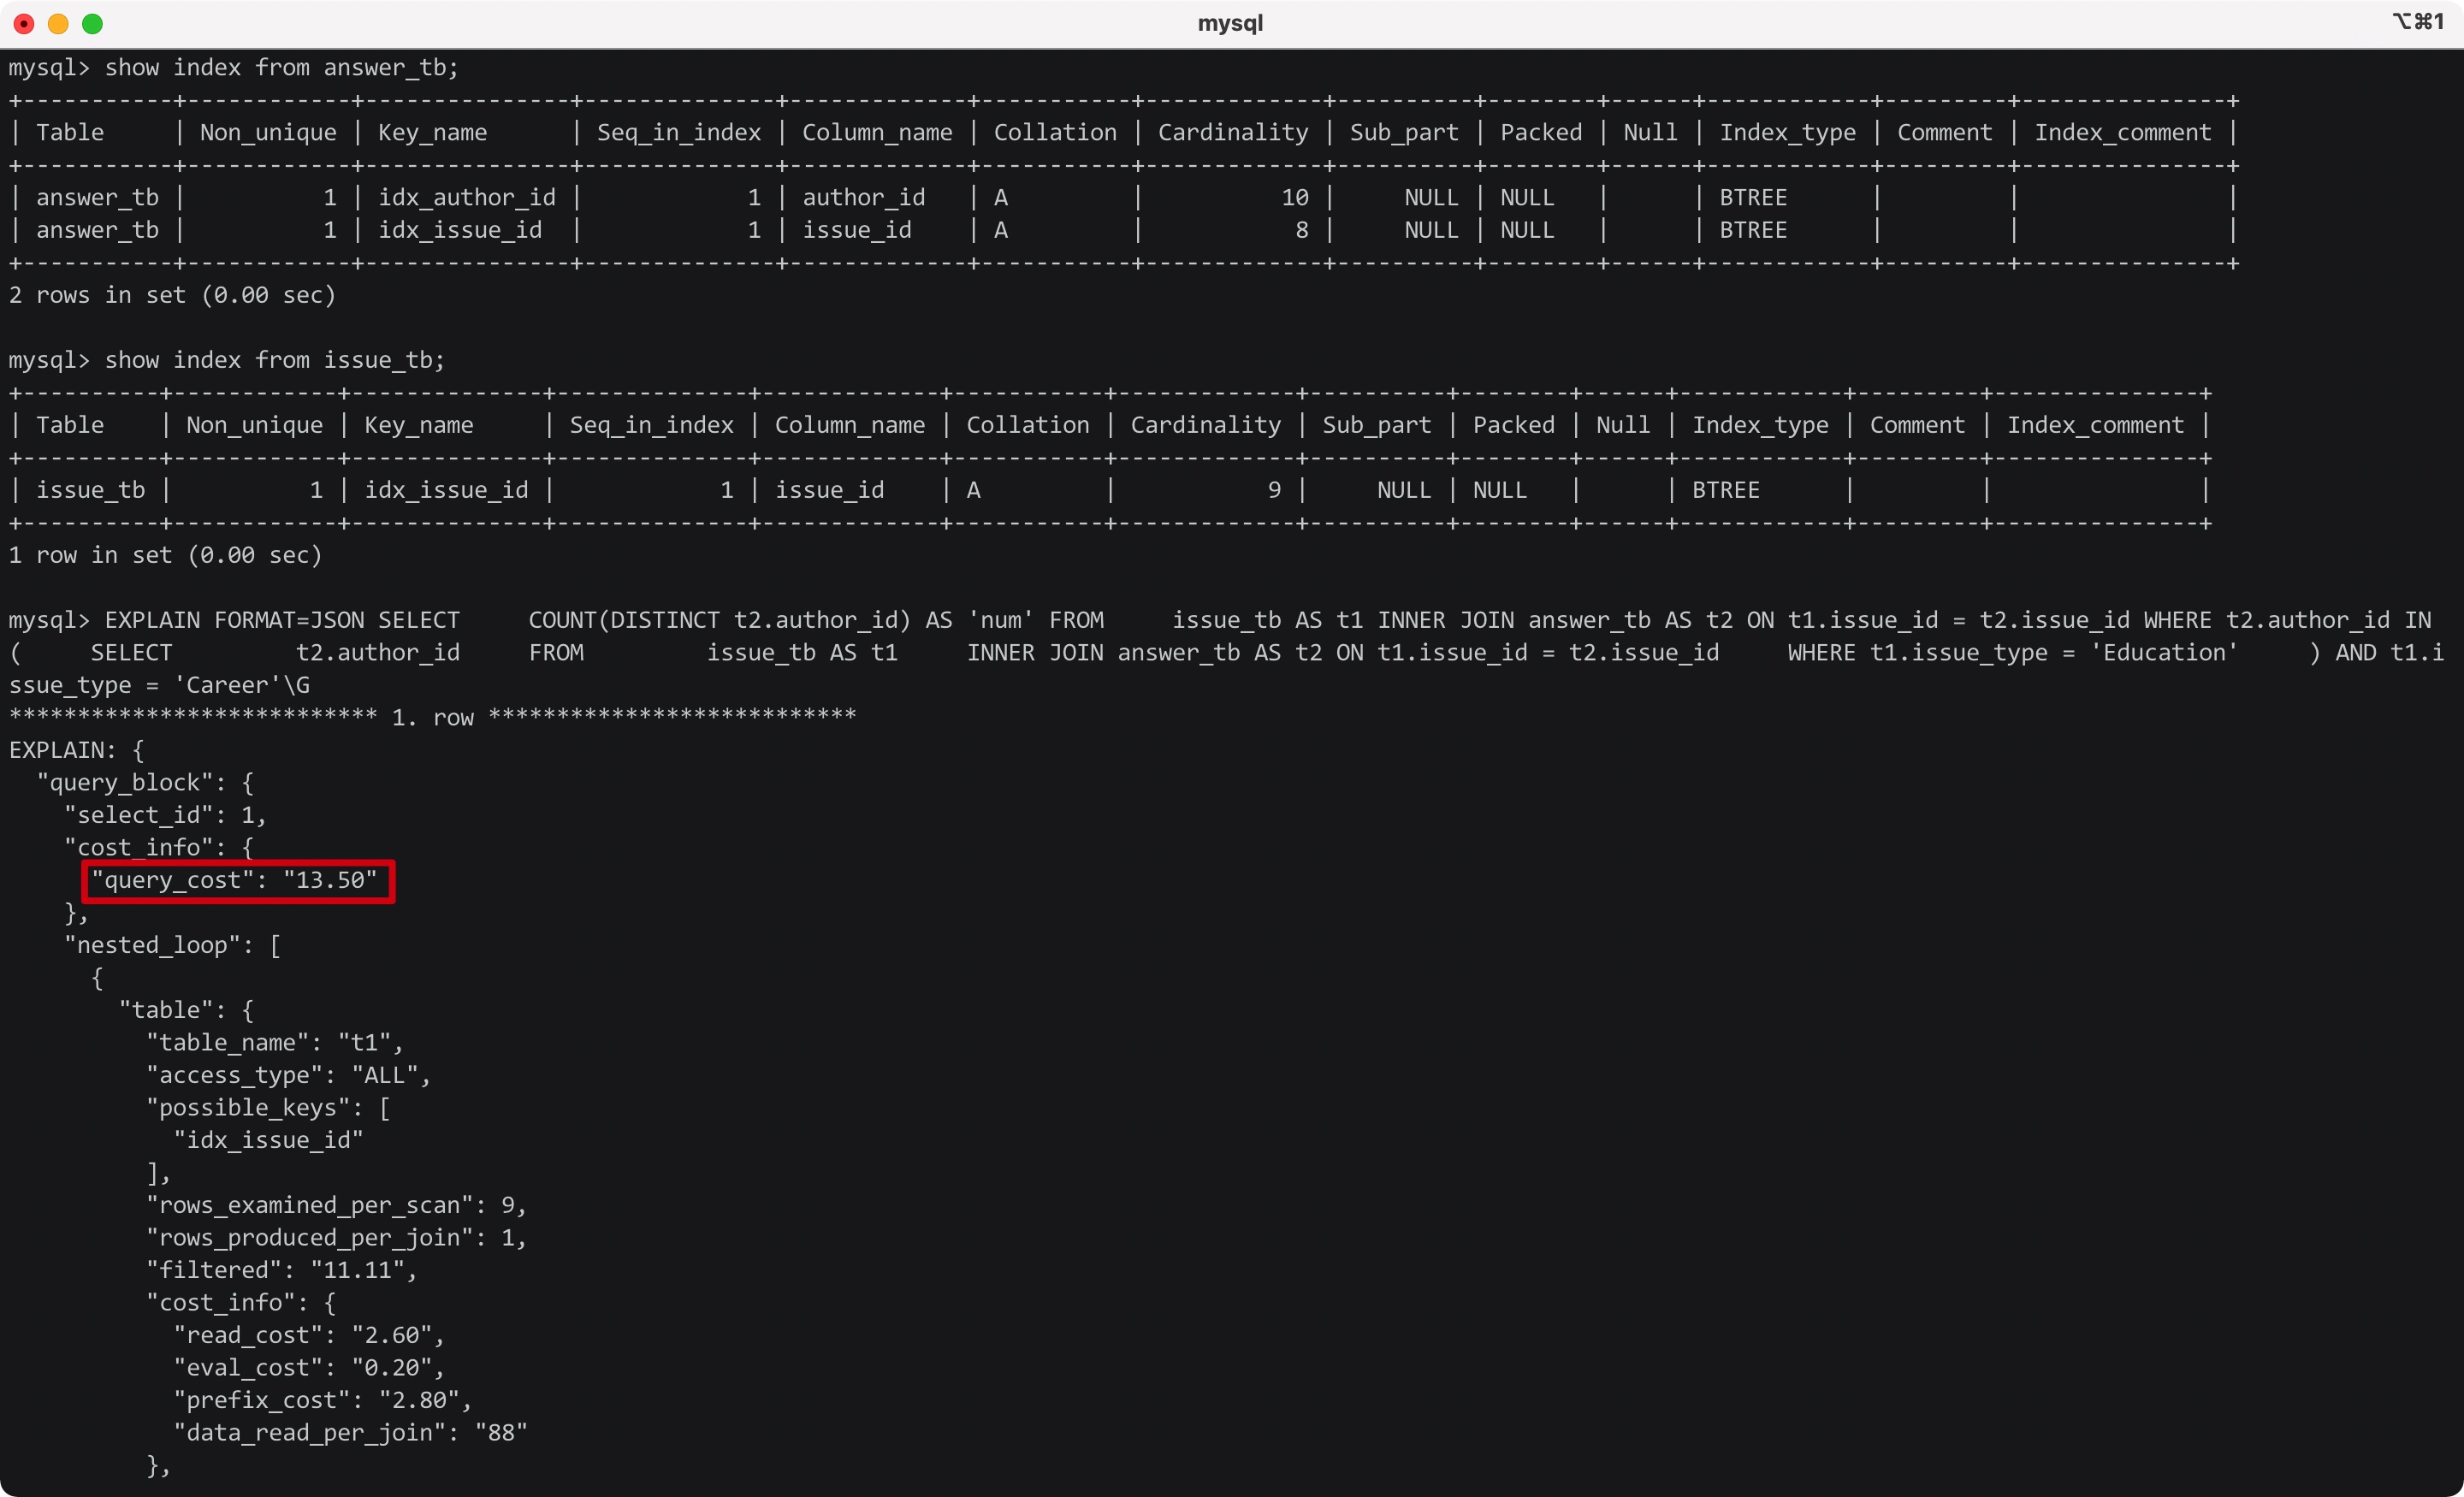 mysql
⌥⌘1
mysql> show index from answer_tb;
+-----------+------------+---------------+--------------+-------------+-----------+-------------+----------+--------+------+------------+---------+---------------+
| Table     | Non_unique | Key_name      | Seq_in_index | Column_name | Collation | Cardinality | Sub_part | Packed | Null | Index_type | Comment | Index_comment |
+-----------+------------+---------------+--------------+-------------+-----------+-------------+----------+--------+------+------------+---------+---------------+
| answer_tb |          1 | idx_author_id |            1 | author_id   | A         |          10 |     NULL | NULL   |      | BTREE      |         |               |
| answer_tb |          1 | idx_issue_id  |            1 | issue_id    | A         |           8 |     NULL | NULL   |      | BTREE      |         |               |
+-----------+------------+---------------+--------------+-------------+-----------+-------------+----------+--------+------+------------+---------+---------------+
2 rows in set (0.00 sec)
mysql> show index from issue_tb;
+----------+------------+--------------+--------------+-------------+-----------+-------------+----------+--------+------+------------+---------+---------------+
| Table    | Non_unique | Key_name     | Seq_in_index | Column_name | Collation | Cardinality | Sub_part | Packed | Null | Index_type | Comment | Index_comment |
+----------+------------+--------------+--------------+-------------+-----------+-------------+----------+--------+------+------------+---------+---------------+
| issue_tb |          1 | idx_issue_id |            1 | issue_id    | A         |           9 |     NULL | NULL   |      | BTREE      |         |               |
+----------+------------+--------------+--------------+-------------+-----------+-------------+----------+--------+------+------------+---------+---------------+
1 row in set (0.00 sec)
mysql> EXPLAIN FORMAT=JSON SELECT     COUNT(DISTINCT t2.author_id) AS 'num' FROM     issue_tb AS t1 INNER JOIN answer_tb AS t2 ON t1.issue_id = t2.issue_id WHERE t2.author_id IN
(     SELECT         t2.author_id     FROM         issue_tb AS t1     INNER JOIN answer_tb AS t2 ON t1.issue_id = t2.issue_id     WHERE t1.issue_type = 'Education'     ) AND t1.i
ssue_type = 'Career'\G
*************************** 1. row ***************************
EXPLAIN: {
  "query_block": {
    "select_id": 1,
    "cost_info": {
      "query_cost": "13.50"
    },
    "nested_loop": [
      {
        "table": {
          "table_name": "t1",
          "access_type": "ALL",
          "possible_keys": [
            "idx_issue_id"
          ],
          "rows_examined_per_scan": 9,
          "rows_produced_per_join": 1,
          "filtered": "11.11",
          "cost_info": {
            "read_cost": "2.60",
            "eval_cost": "0.20",
            "prefix_cost": "2.80",
            "data_read_per_join": "88"
          },